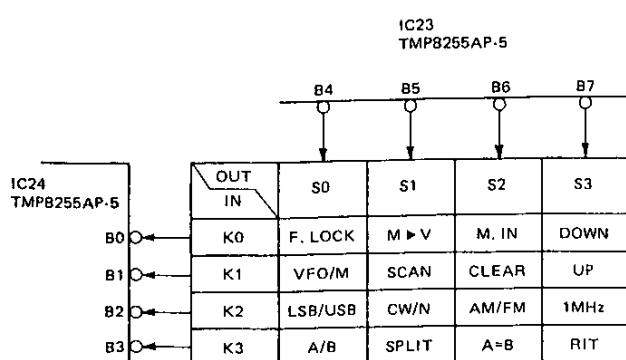 IC23
TMP8255AP-5
B4 B5 B6 B7
IC24
TMP8255AP-5
OUT
IN
S0 S1 S2 S3
B0 K0 F. LOCK M▶V M. IN DOWN
B1 K1 VFO/M SCAN CLEAR UP
B2 K2 LSB/USB CW/N AM/FM 1MHz
B3 K3 A/B SPLIT A=B RIT